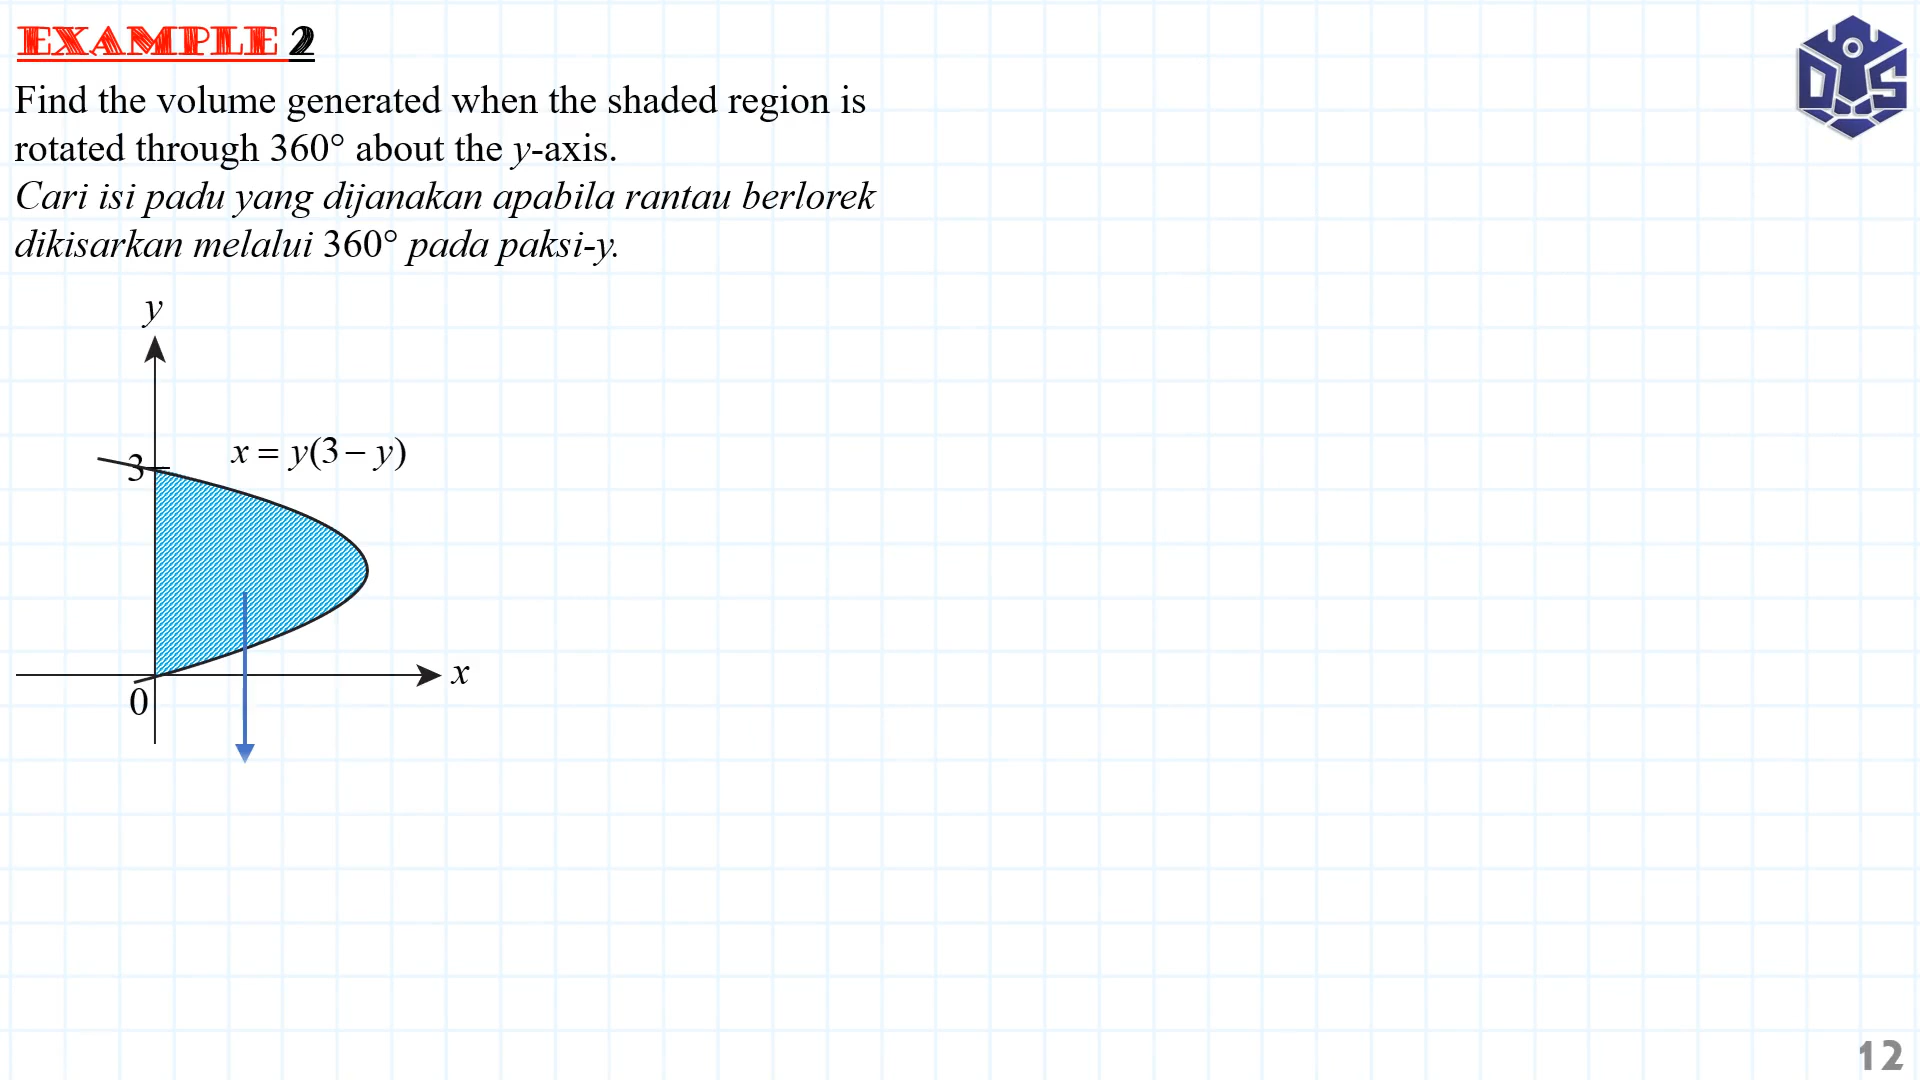 EXAMPLE 2
Find the volume generated when the shaded region is
rotated through 360° about the y-axis.
Cari isi padu yang dijanakan apabila rantau berlorek
dikisarkan melalui 360° pada paksi-y.
y
x = y(3 − y)
3
x
0
DS
12